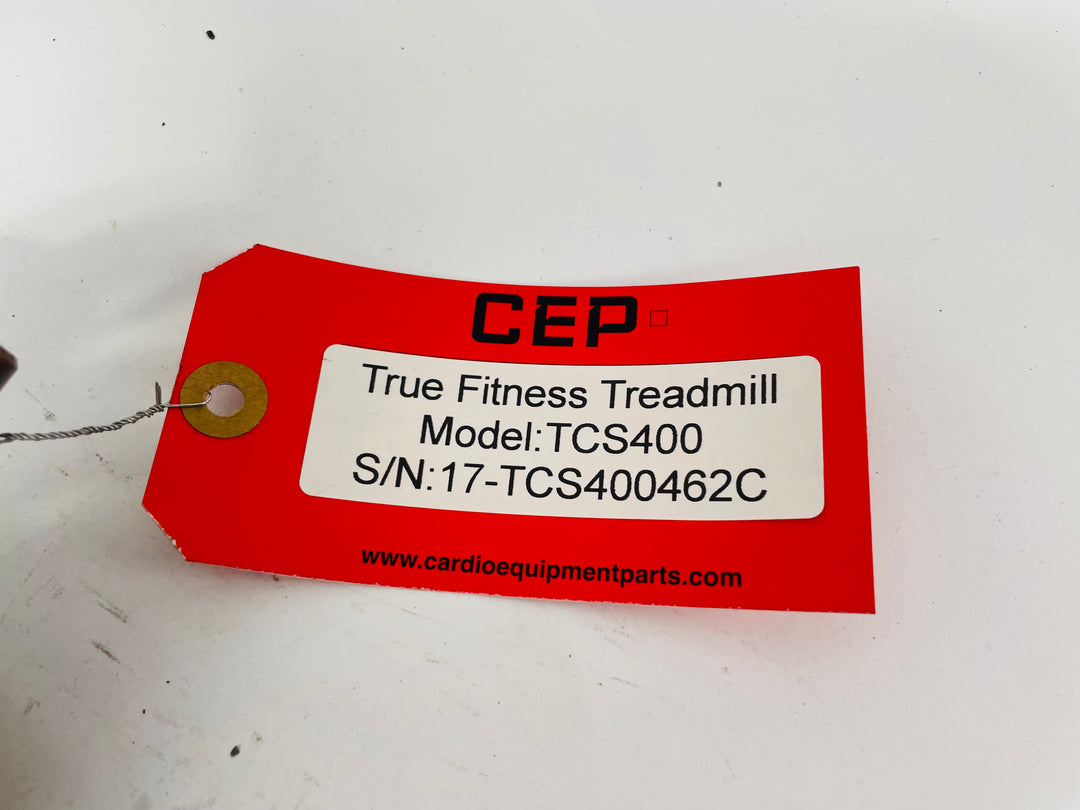 CEP
True Fitness Treadmill
Model:TCS400
S/N:17-TCS400462C
www.cardioequipmentparts.com